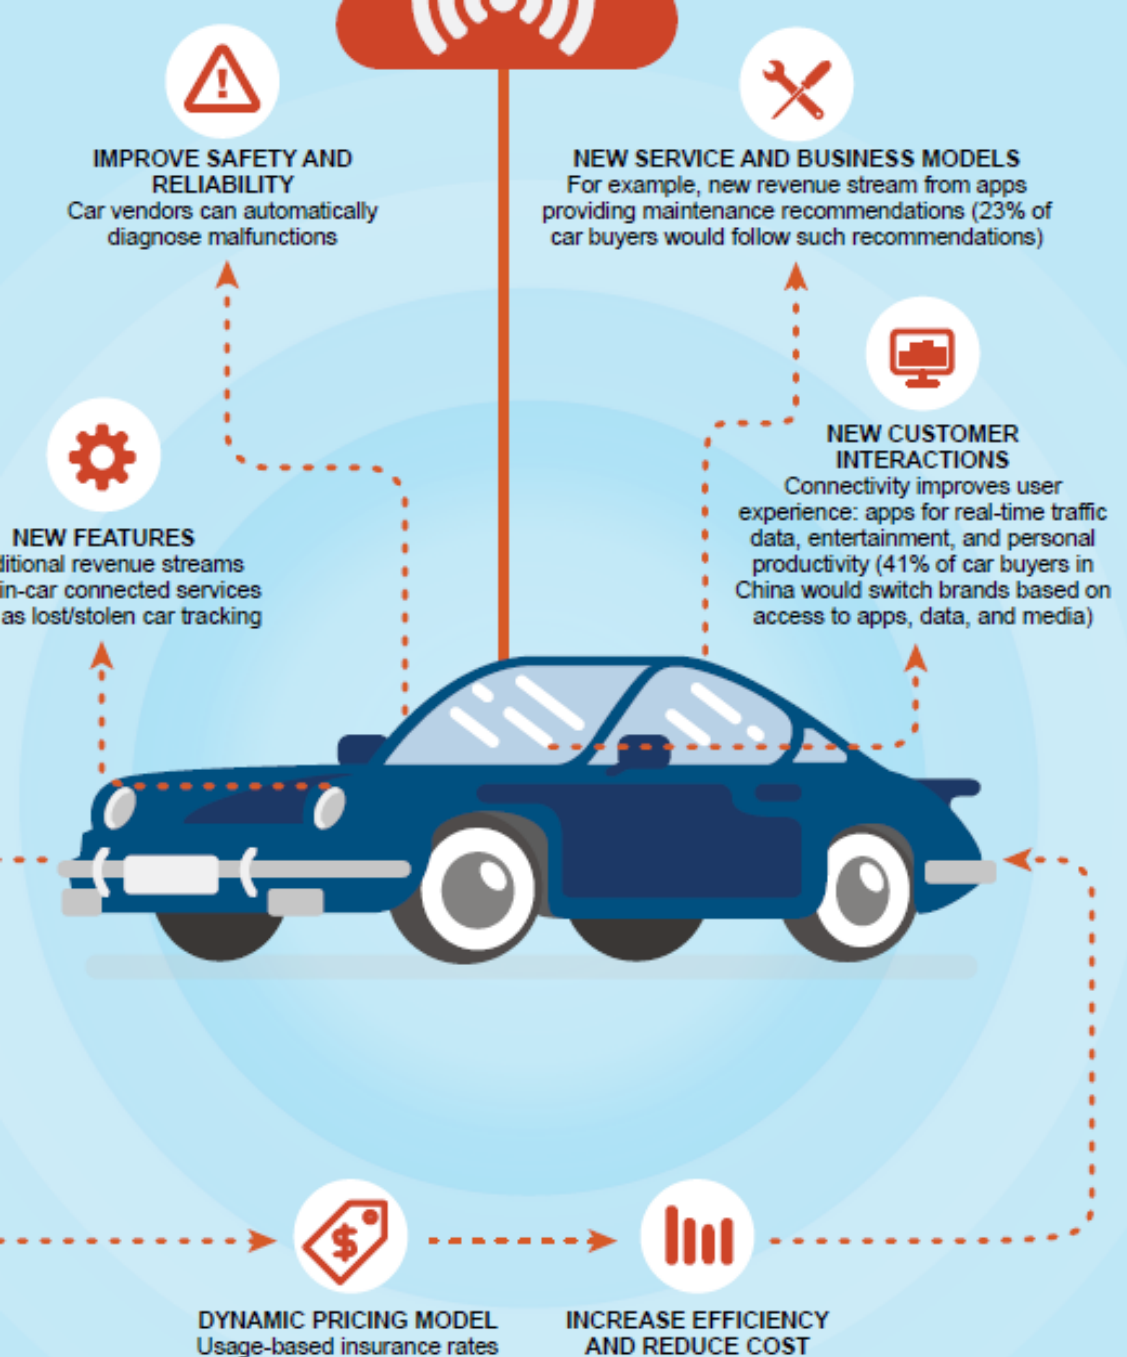 IMPROVE SAFETY AND
RELIABILITY
Car vendors can automatically
diagnose malfunctions
NEW SERVICE AND BUSINESS MODELS
For example, new revenue stream from apps
providing maintenance recommendations (23% of
car buyers would follow such recommendations)
NEW CUSTOMER
INTERACTIONS
Connectivity improves user
experience: apps for real-time traffic
data, entertainment, and personal
productivity (41% of car buyers in
China would switch brands based on
access to apps, data, and media)
NEW FEATURES
revenue streams
in-car connected services
as lost/stolen car tracking
$
DYNAMIC PRICING MODEL
Usage-based insurance rates
INCREASE EFFICIENCY
AND REDUCE COST